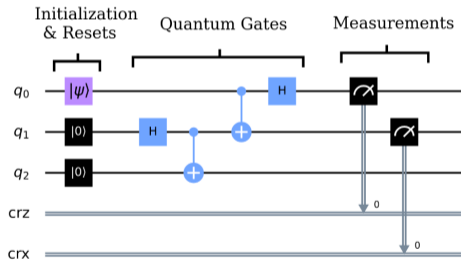 Initialization
& Resets
Quantum Gates
Measurements
q₀ |ψ⟩ H
q₁ |0⟩ H
q₂ |0⟩
crz 0
crx 0